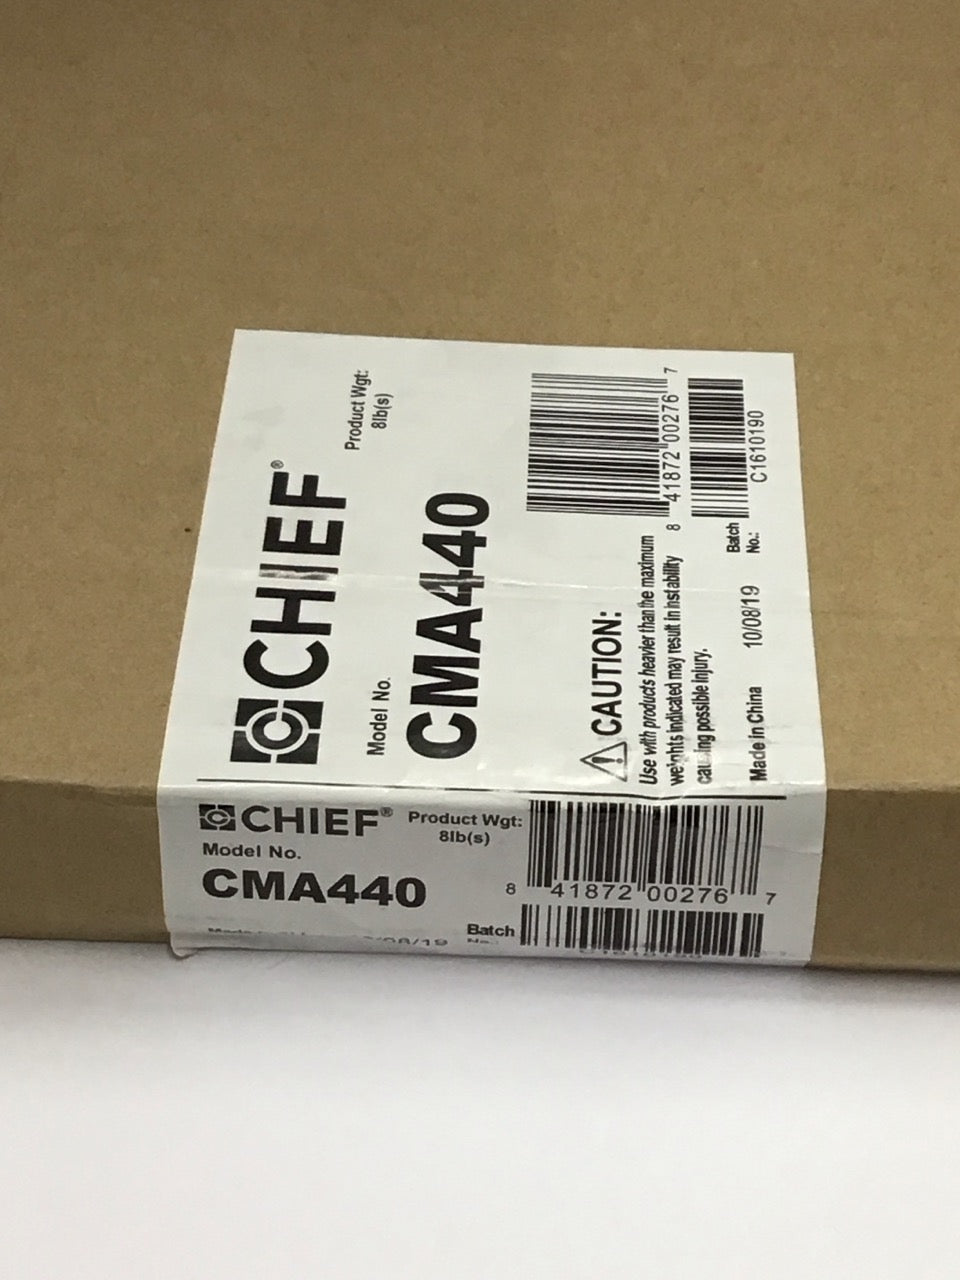 CHIEF®
Product Wgt:
8lb(s)
Model No.
CMA440
CAUTION:
Use with products heavier than the maximum
weights indicated may result in instability
causing possible injury.
Made in China 10/08/19
8 41872 00276 7
Batch
No.:
C1610190
CHIEF®
Product Wgt:
8lb(s)
Model No.
CMA440
8 41872 00276 7
Batch
No.: